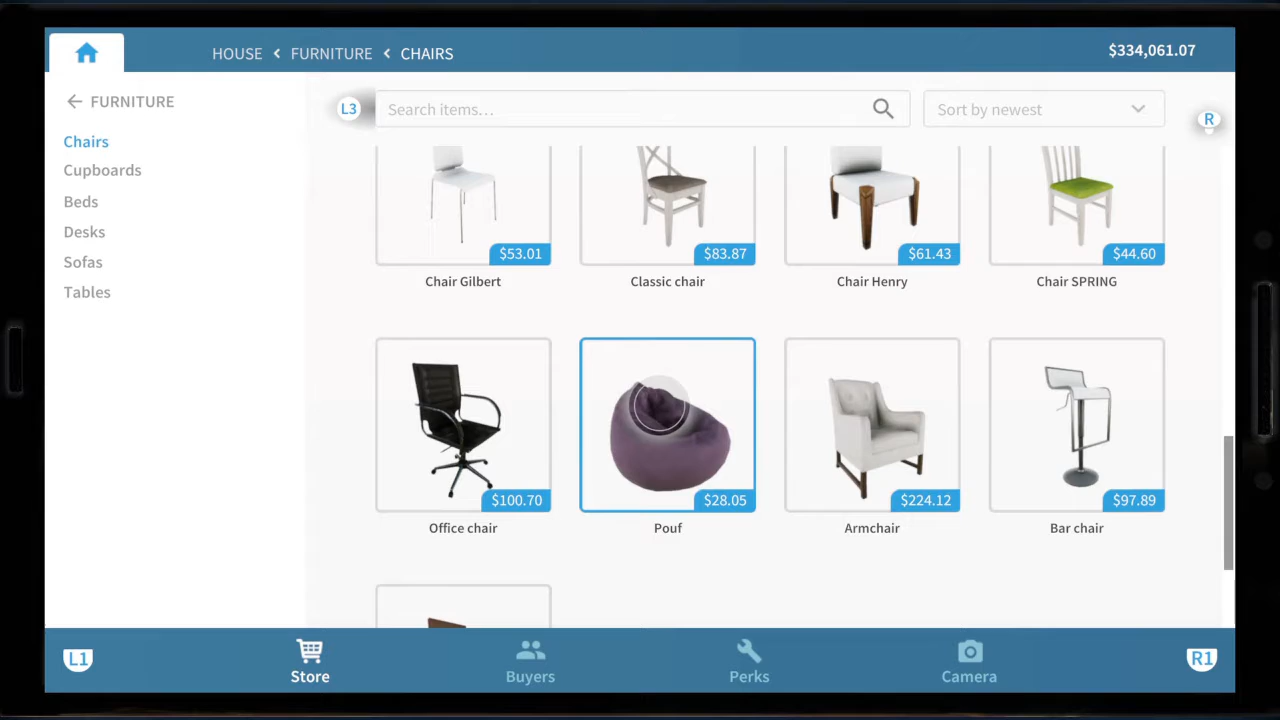 HOUSE < FURNITURE < CHAIRS
$334,061.07
FURNITURE
Chairs
Cupboards
Beds
Desks
Sofas
Tables
L3
Search items...
Sort by newest
R
$53.01
$83.87
$61.43
$44.60
Chair Gilbert
Classic chair
Chair Henry
Chair SPRING
$100.70
$28.05
$224.12
$97.89
Office chair
Pouf
Armchair
Bar chair
L1
Store
Buyers
Perks
Camera
R1